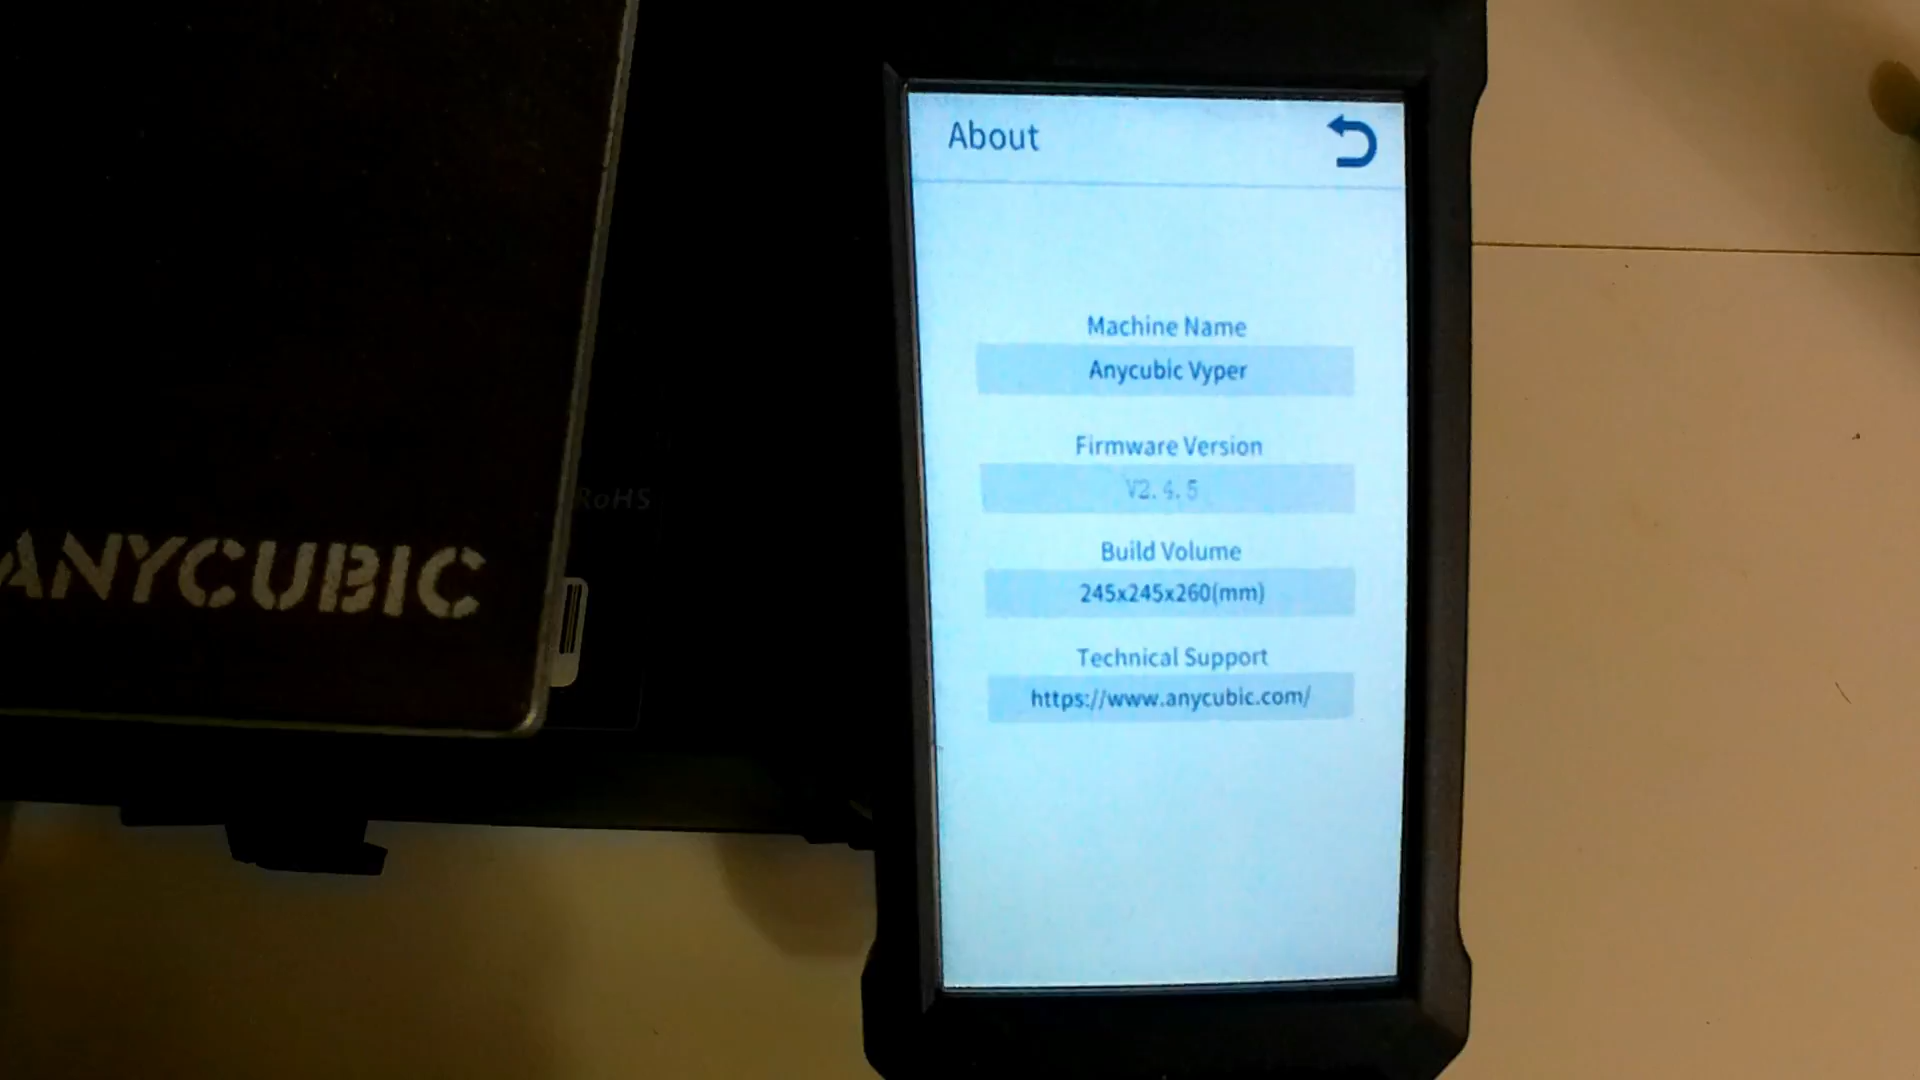 About
Machine Name
Anycubic Vyper
Firmware Version
V2.4.5
Build Volume
245x245x260(mm)
Technical Support
https://www.anycubic.com/
RoHS
ANYCUBIC